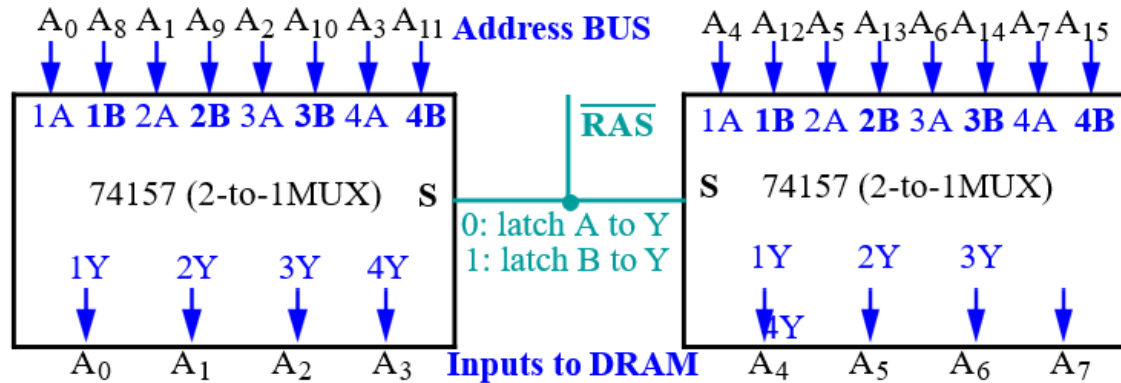 A0 A8 A1 A9 A2 A10 A3 A11 Address BUS A4 A12 A5 A13 A6 A14 A7 A15
1A 1B 2A 2B 3A 3B 4A 4B RAS 1A 1B 2A 2B 3A 3B 4A 4B
74157 (2-to-1MUX) S S 74157 (2-to-1MUX)
0: latch A to Y
1: latch B to Y
1Y 2Y 3Y 4Y 1Y 2Y 3Y
4Y
A0 A1 A2 A3 Inputs to DRAM A4 A5 A6 A7